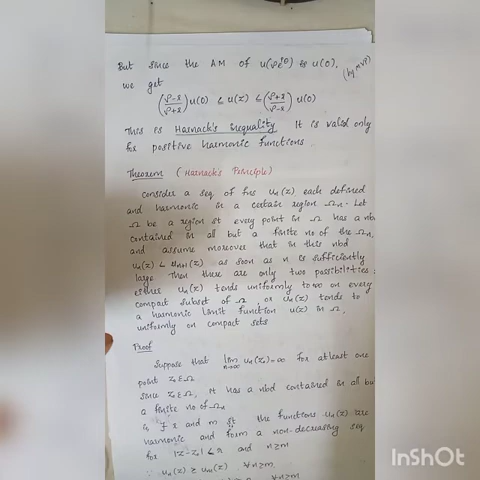 But since the AM of u(ρe^{iθ}) is u(0), (by MVP)
we get
((ρ-r)/(ρ+r)) u(0) ≤ u(z) ≤ ((ρ+r)/(ρ-r)) u(0)
This is Harnack's inequality. It is valid only
for positive harmonic functions.
Theorem (Harnack's Principle)
Consider a seq. of fns uₙ(z), each defined
and harmonic in a certain region Ωₙ. Let
Ω be a region st every point in Ω has a nbd
contained in all but a finite no of the Ωₙ,
and assume moreover that in this nbd
uₙ(z) ≤ uₙ₊₁(z) as soon as n is sufficiently
large. Then there are only two possibilities:
either uₙ(z) tends uniformly to ∞ on every
compact subset of Ω, or uₙ(z) tends to
a harmonic limit function u(z) in Ω,
uniformly on compact sets
Proof
Suppose that lim n→∞ uₙ(z₀)=∞ for atleast one
point z₀∈Ω.
since z₀∈Ω, it has a nbd contained in all but
a finite no of Ωₙ
∃ r and m st the functions uₙ(z) are
harmonic and form a non-decreasing seq
for |z-z₀|<r and n≥m
∴ uₙ(z) ≥ uₘ(z) ∀n≥m
∀n≥m
InShOt